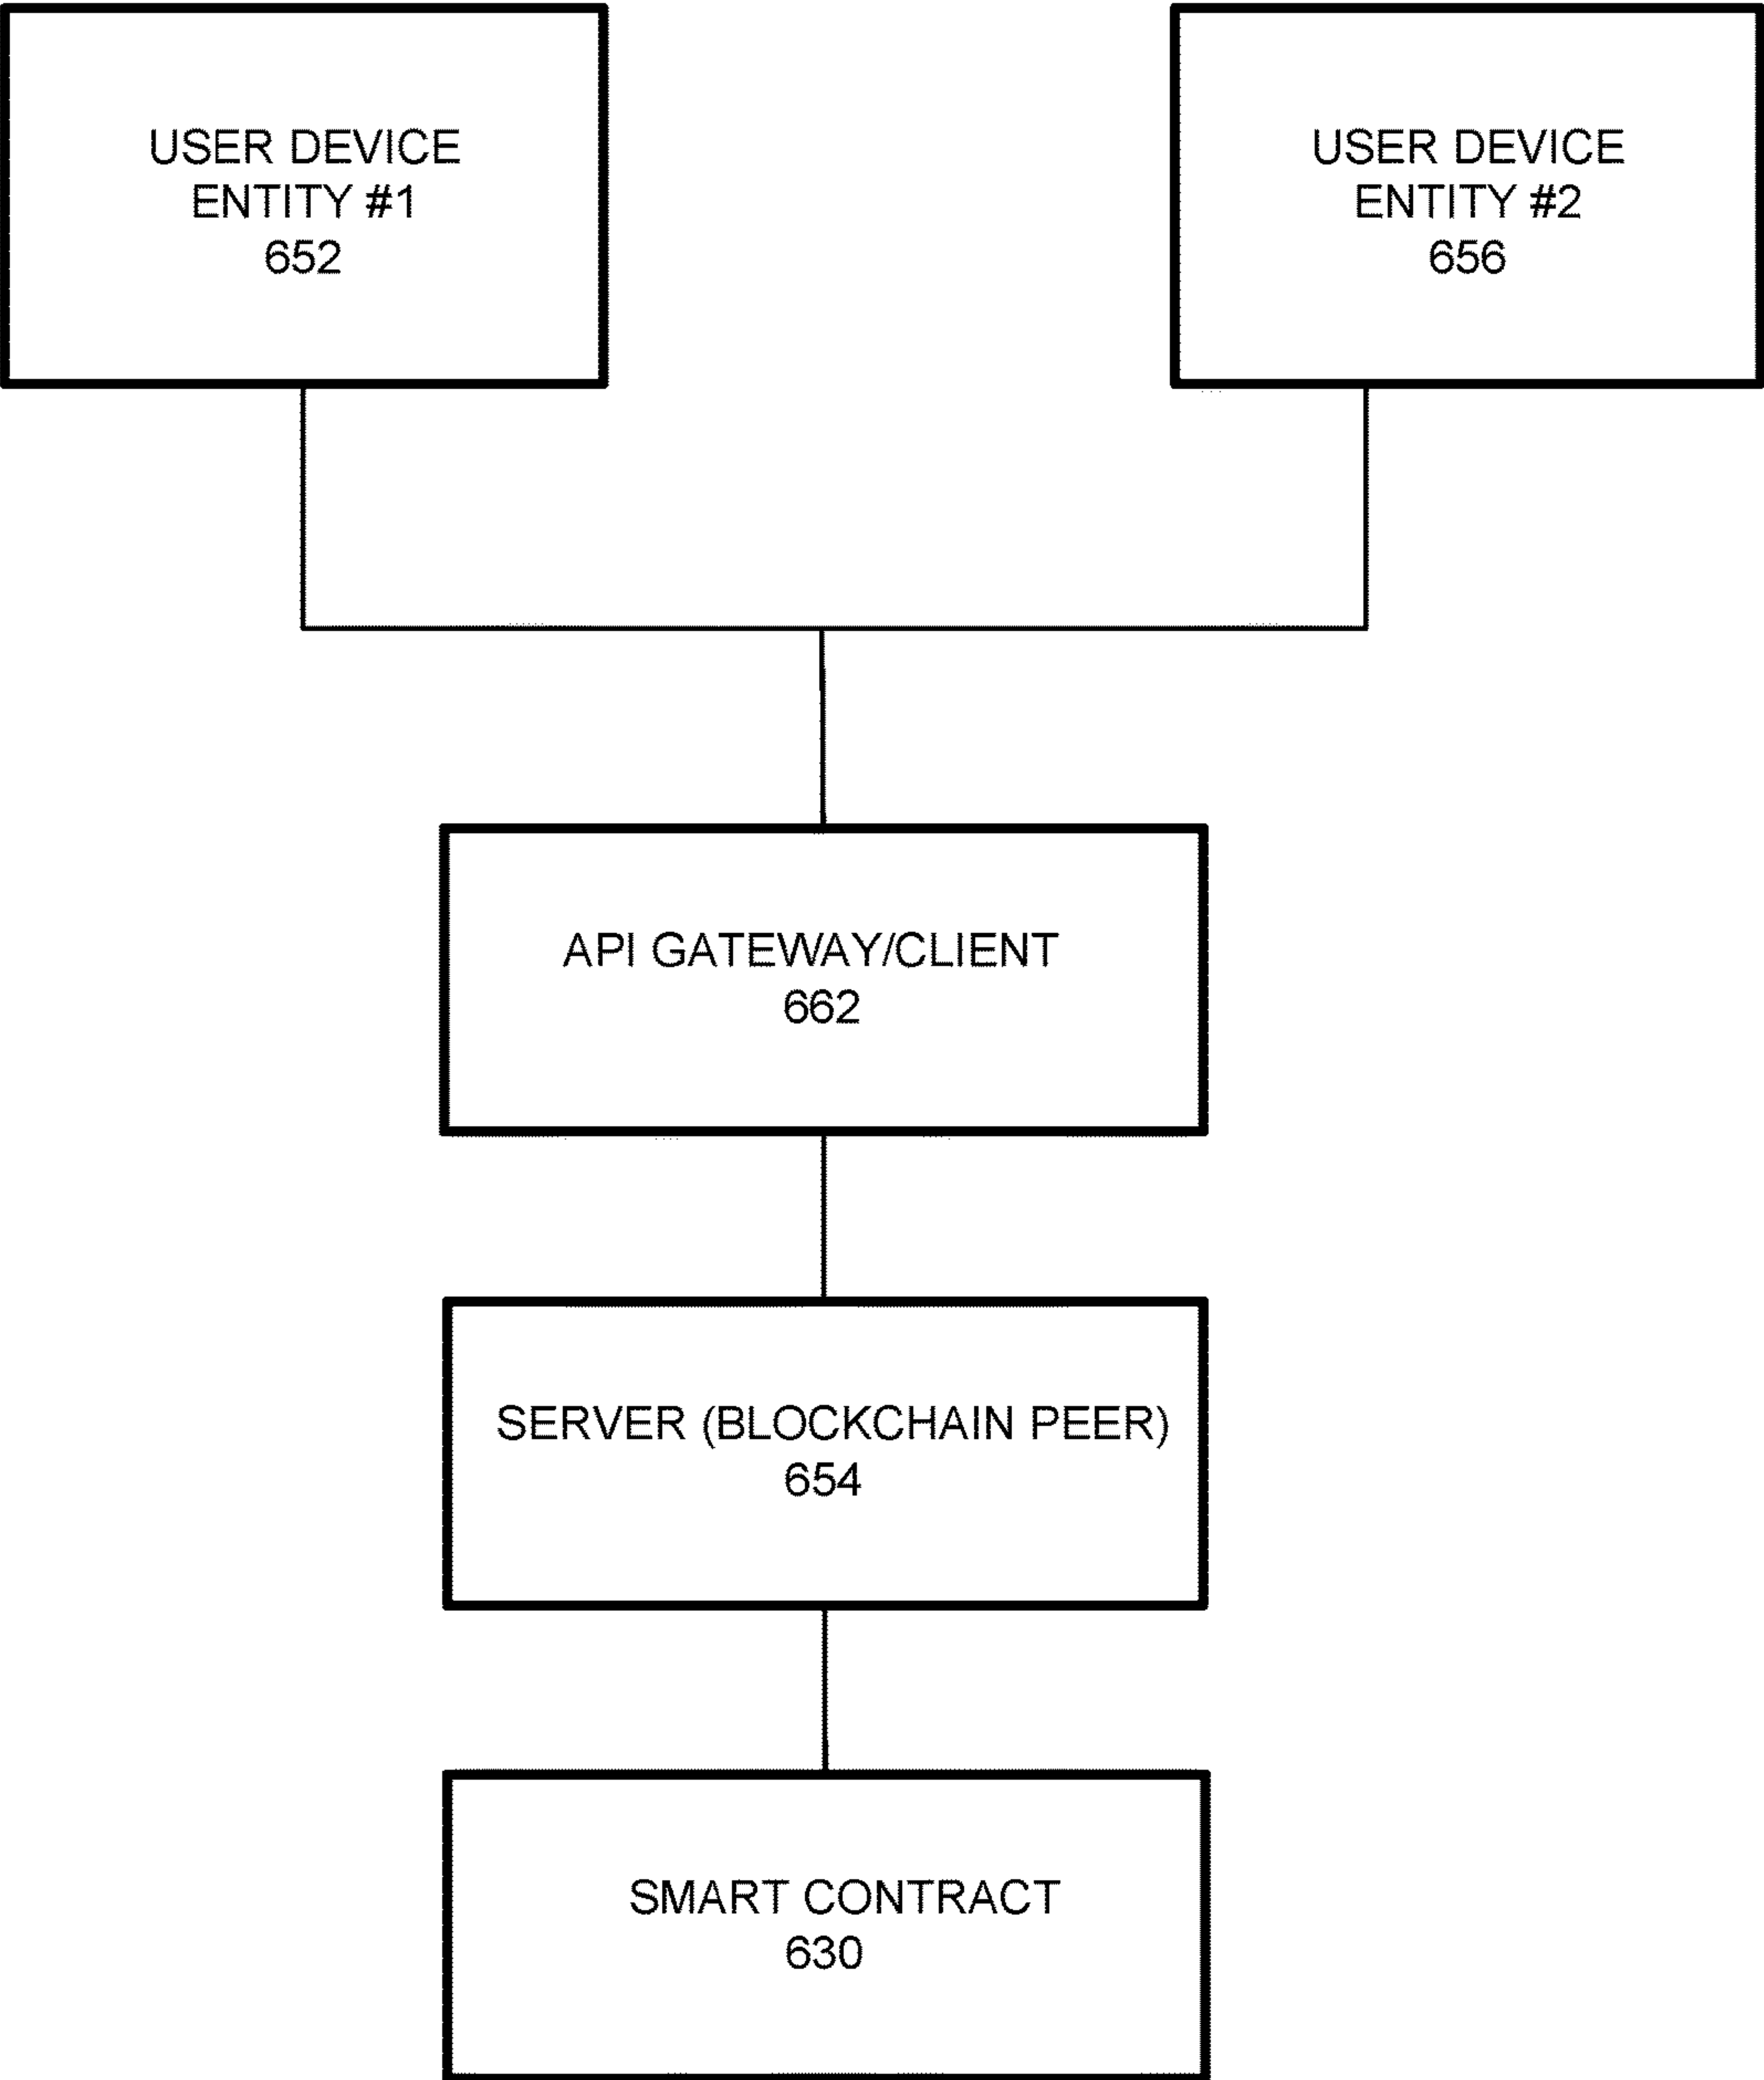 USER DEVICE
ENTITY #1
652
USER DEVICE
ENTITY #2
656
API GATEWAY/CLIENT
662
SERVER (BLOCKCHAIN PEER)
654
SMART CONTRACT
630